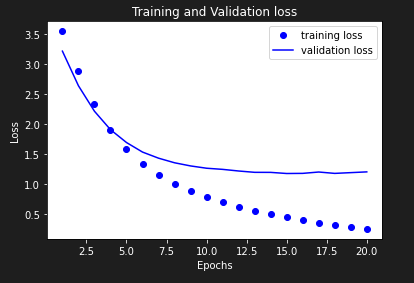 Training and Validation loss
training loss
validation loss
Loss
3.5
3.0
2.5
2.0
1.5
1.0
0.5
2.5 5.0 7.5 10.0 12.5 15.0 17.5 20.0
Epochs